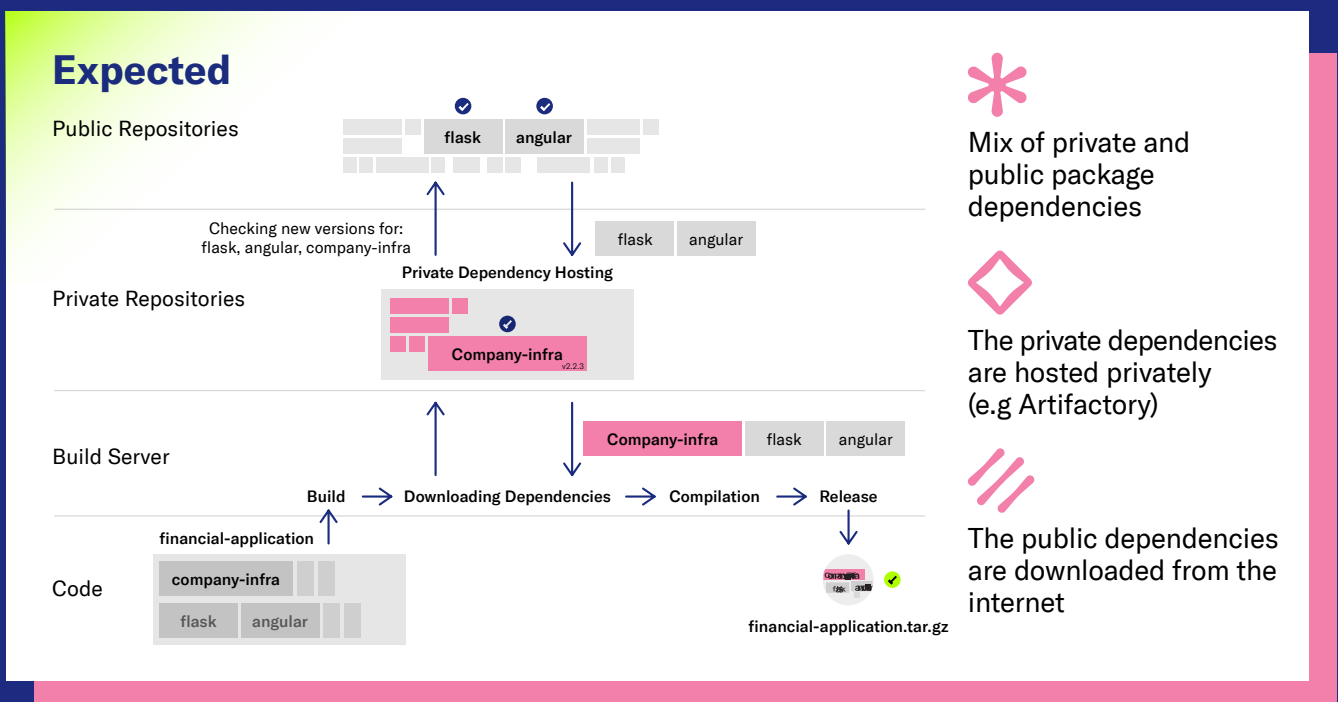 Expected
Public Repositories
flask
angular
Checking new versions for:
flask, angular, company-infra
flask
angular
Private Dependency Hosting
Private Repositories
Company-infra
v2.2.3
Company-infra
flask
angular
Build Server
Build
Downloading Dependencies
Compilation
Release
financial-application
company-infra
flask
angular
Code
financial-application.tar.gz
Mix of private and
public package
dependencies
The private dependencies
are hosted privately
(e.g Artifactory)
The public dependencies
are downloaded from the
internet